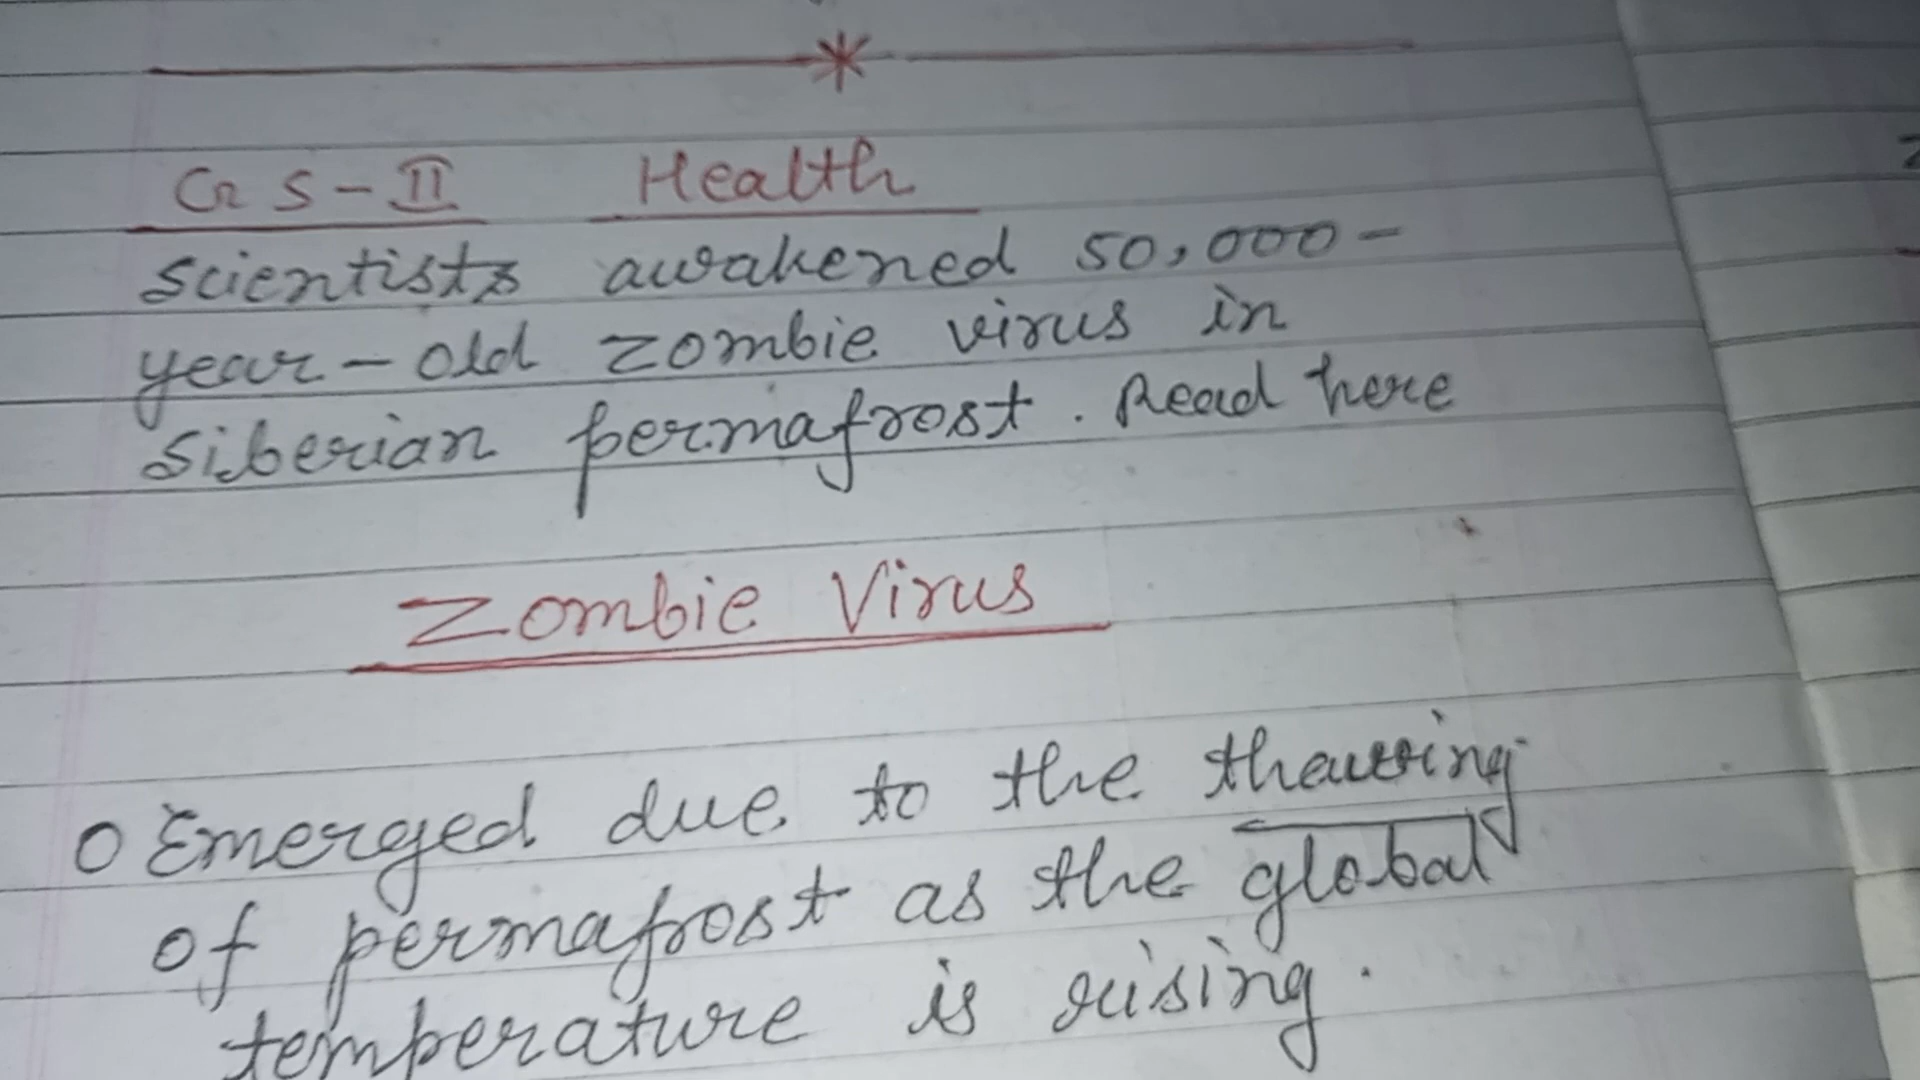 GS-II Health
scientists awakened 50,000-
year-old zombie virus in
siberian permafrost. Read here
Zombie Virus
o Emerged due to the thawing
of permafrost as the global
temperature is rising.